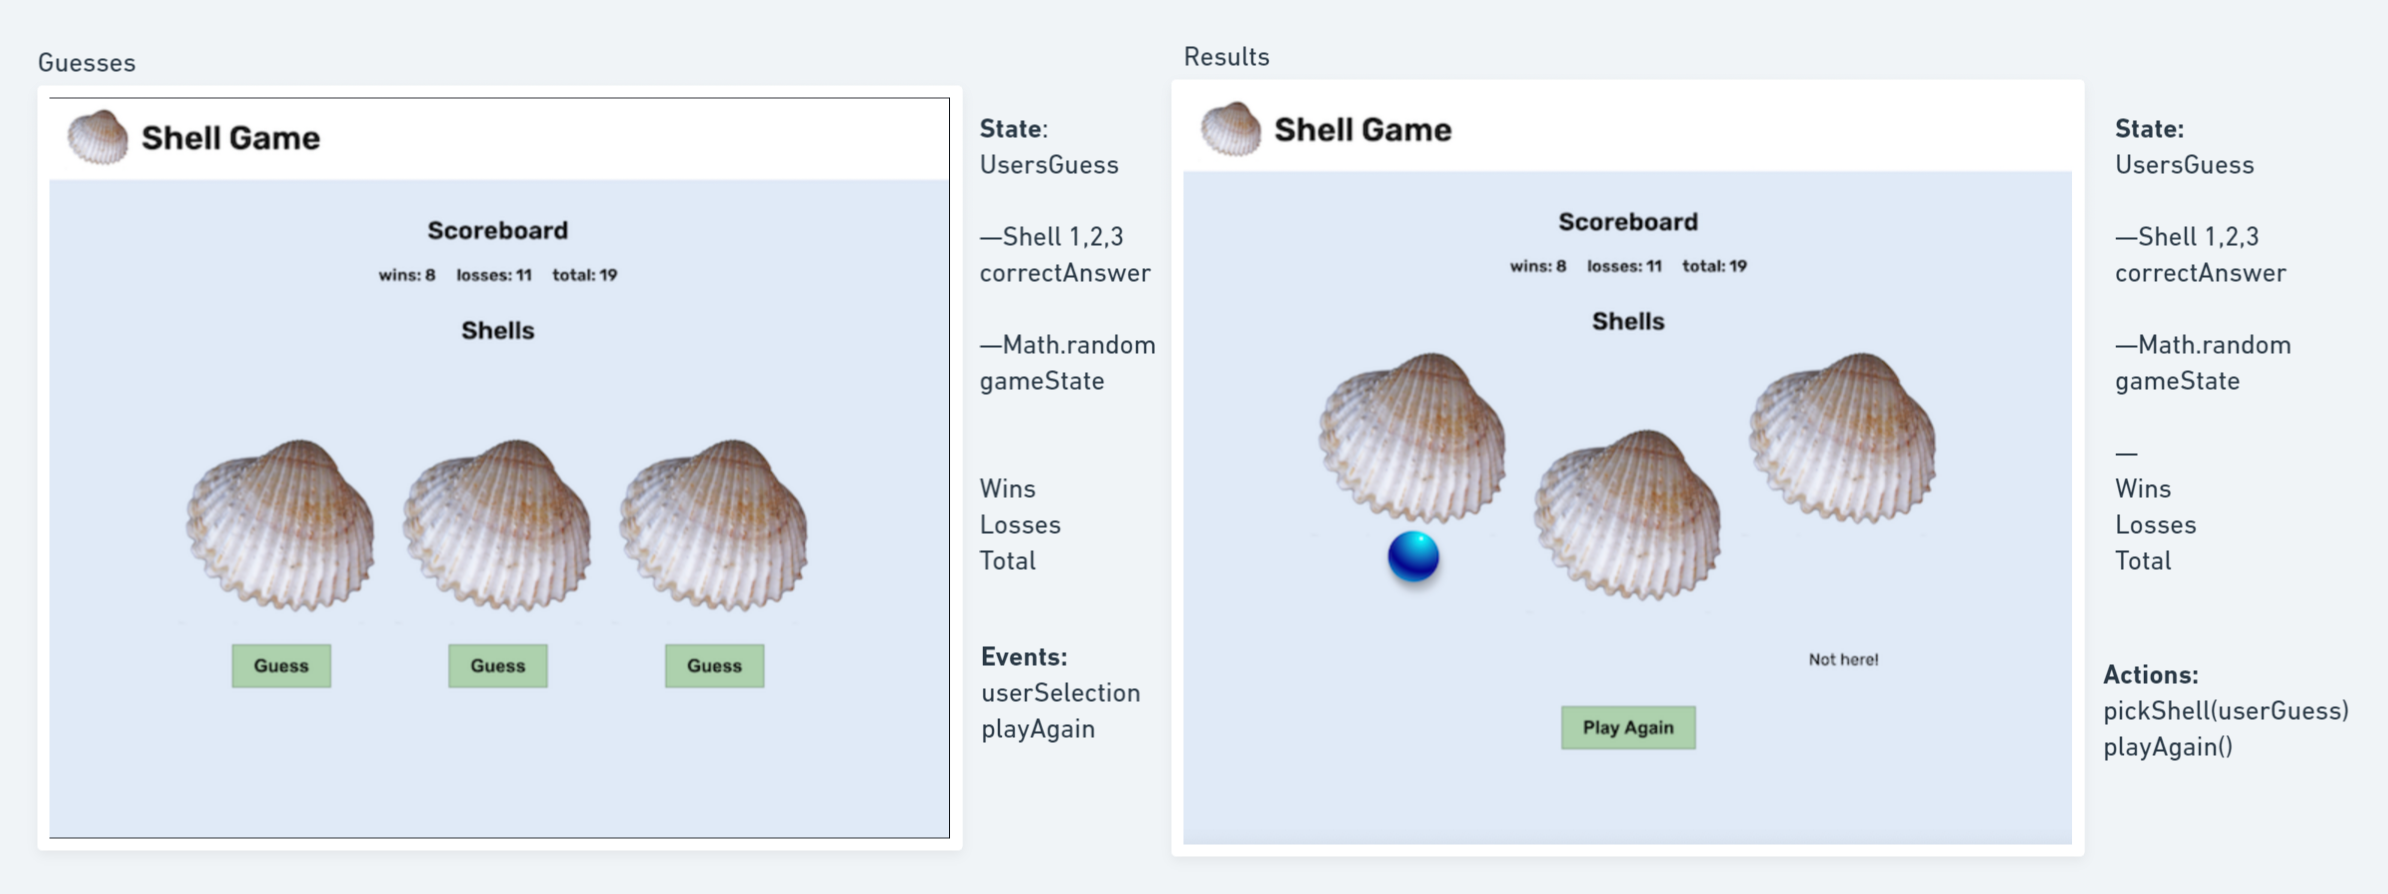 Guesses
Shell Game
Scoreboard
wins: 8 losses: 11 total: 19
Shells
Guess Guess Guess
State:
UsersGuess
—Shell 1,2,3
correctAnswer
—Math.random
gameState
Wins
Losses
Total
Events:
userSelection
playAgain
Results
Shell Game
Scoreboard
wins: 8 losses: 11 total: 19
Shells
Not here!
Play Again
State:
UsersGuess
—Shell 1,2,3
correctAnswer
—Math.random
gameState
—
Wins
Losses
Total
Actions:
pickShell(userGuess)
playAgain()